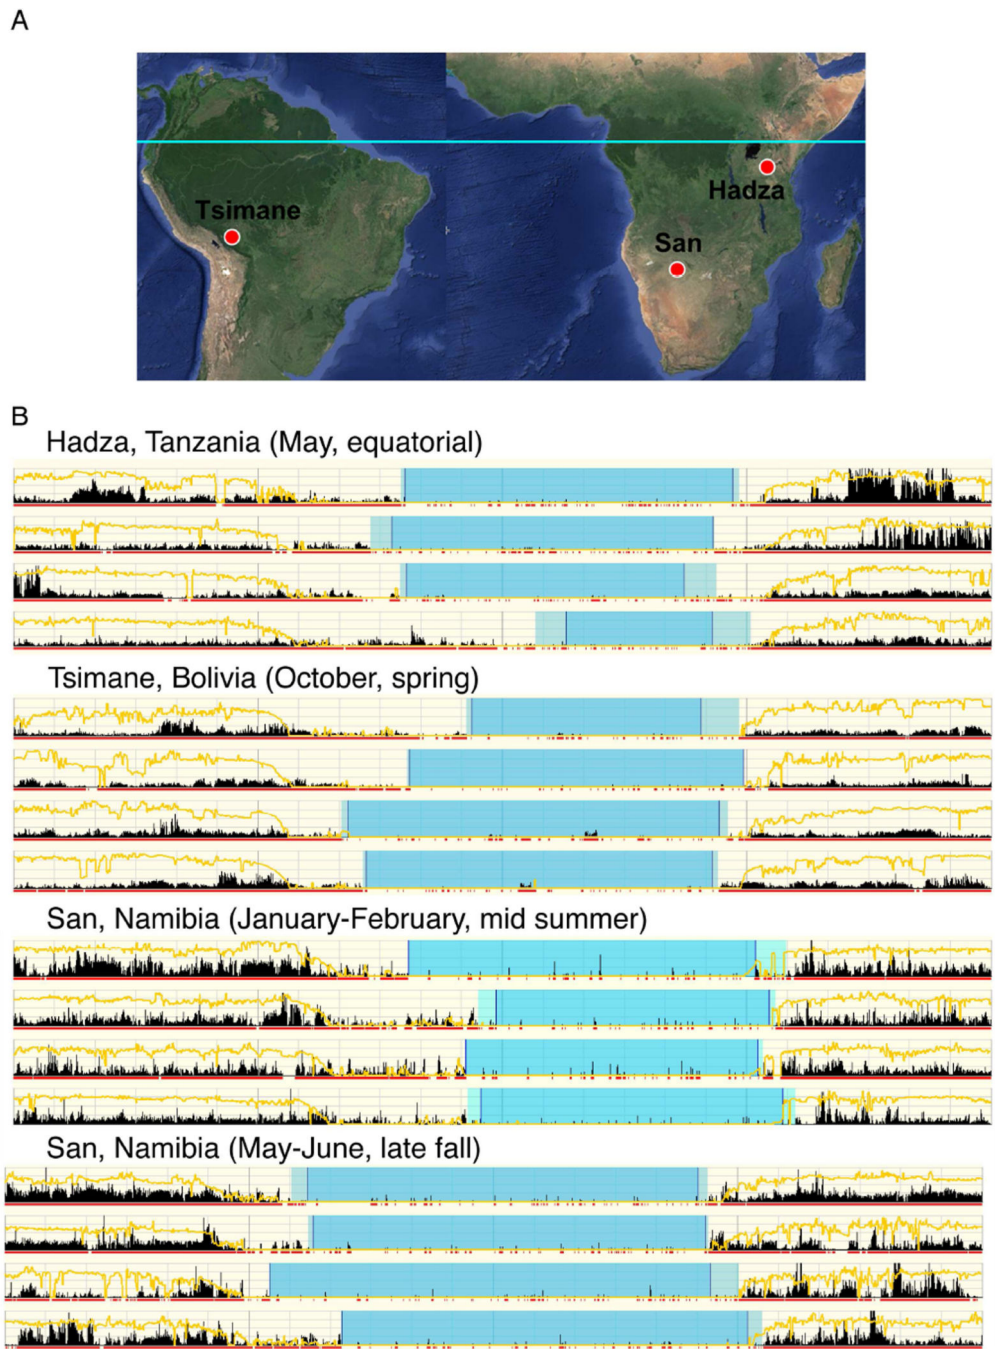 A
Tsimane
Hadza
San
B
Hadza, Tanzania (May, equatorial)
Tsimane, Bolivia (October, spring)
San, Namibia (January-February, mid summer)
San, Namibia (May-June, late fall)